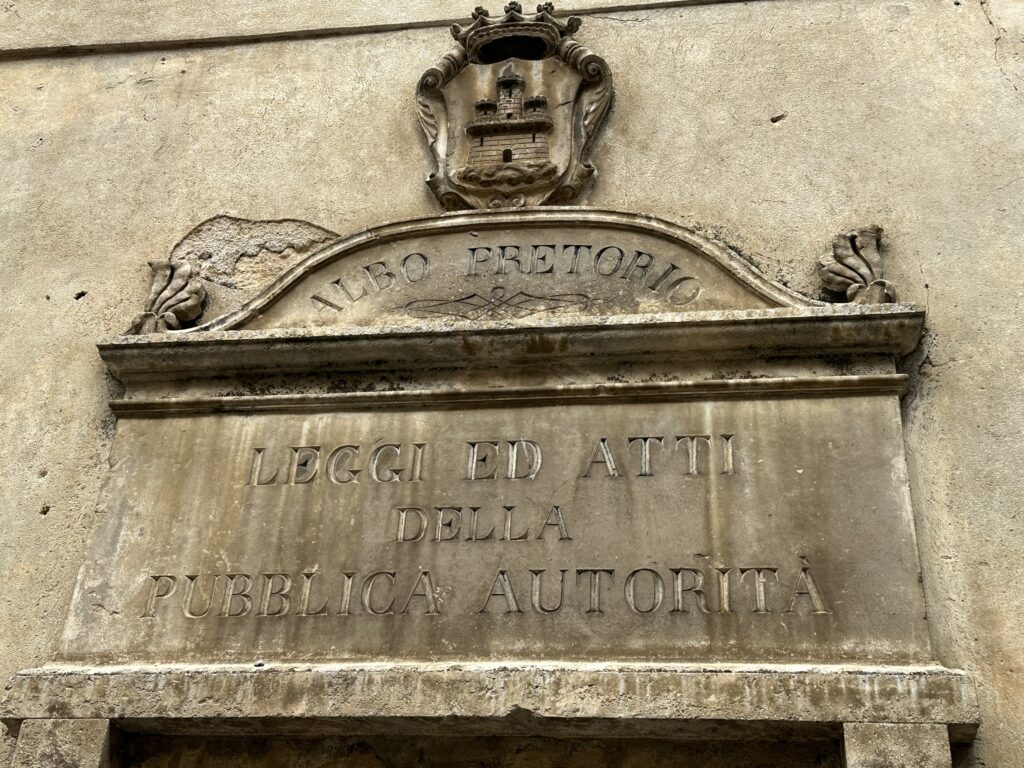 ALBO PRETORIO
LEGGI ED ATTI
DELLA
PUBBLICA AUTORITÀ